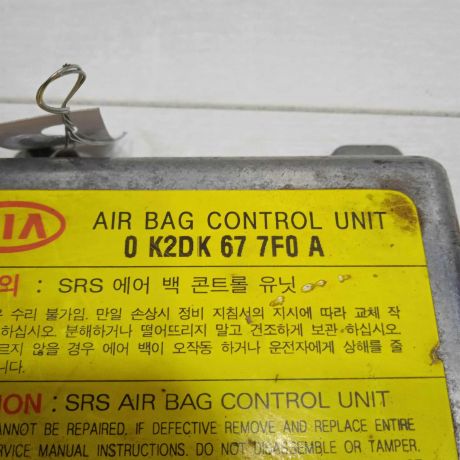 KIA AIR BAG CONTROL UNIT
0 K2DK 67 7F0 A
의 : SRS 에어 백 콘트롤 유닛
수리 불가임. 만일 손상시 정비 지침서의 지시에 따라 교체 작
하십시오. 분해하거나 떨어뜨리지 말고 건조하게 보관 하십시오.
르지 않을 경우 에어 백이 오작동 하거나 운전자에게 상해를 줄
니다.
ION : SRS AIR BAG CONTROL UNIT
ANNOT BE REPAIRED. IF DEFECTIVE REMOVE AND REPLACE ENTIRE
RVICE MANUAL INSTRUCTIONS. DO NOT DISASSEMBLE OR TAMPER.